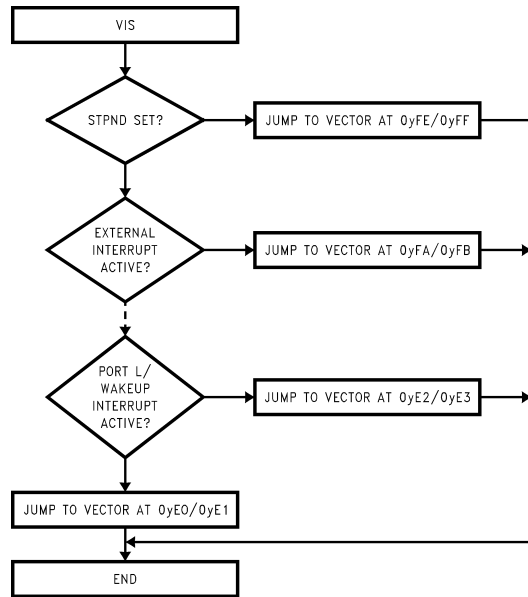 VIS
STPND SET?
JUMP TO VECTOR AT 0yFE/0yFF
EXTERNAL
INTERRUPT
ACTIVE?
JUMP TO VECTOR AT 0yFA/0yFB
PORT L/
WAKEUP
INTERRUPT
ACTIVE?
JUMP TO VECTOR AT 0yE2/0yE3
JUMP TO VECTOR AT 0yE0/0yE1
END